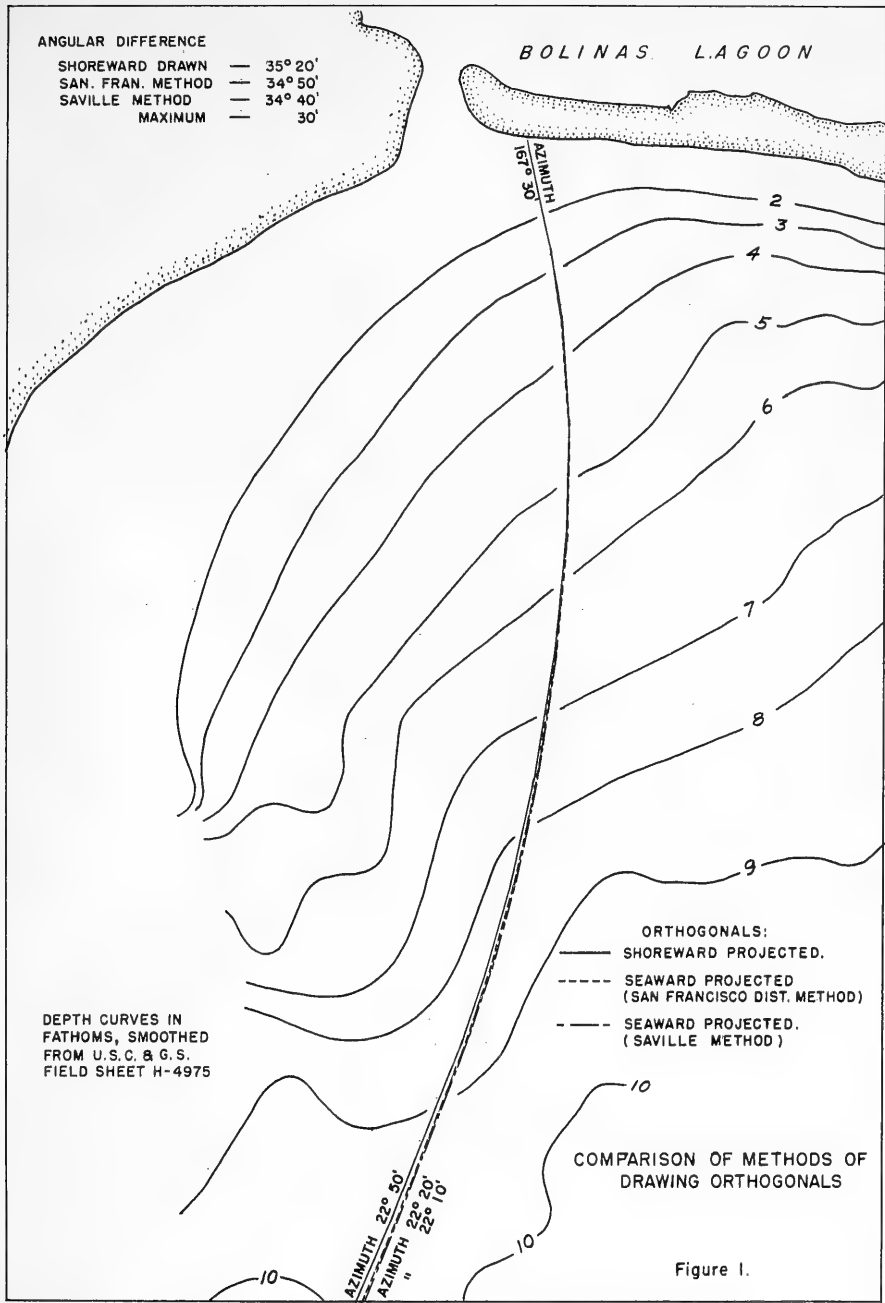 ANGULAR DIFFERENCE
SHOREWARD DRAWN — 35° 20'
SAN. FRAN. METHOD — 34° 50'
SAVILLE METHOD — 34° 40'
MAXIMUM — 30'
BOLINAS LAGOON
AZIMUTH
167° 30'
2
3
4
5
6
7
8
9
ORTHOGONALS:
SHOREWARD PROJECTED.
SEAWARD PROJECTED
(SAN FRANCISCO DIST. METHOD)
SEAWARD PROJECTED.
(SAVILLE METHOD)
DEPTH CURVES IN
FATHOMS, SMOOTHED
FROM U.S.C. & G.S.
FIELD SHEET H-4975
10
COMPARISON OF METHODS OF
DRAWING ORTHOGONALS
AZIMUTH 22° 50'
AZIMUTH 22° 20'
" 22° 10'
10
10
Figure 1.